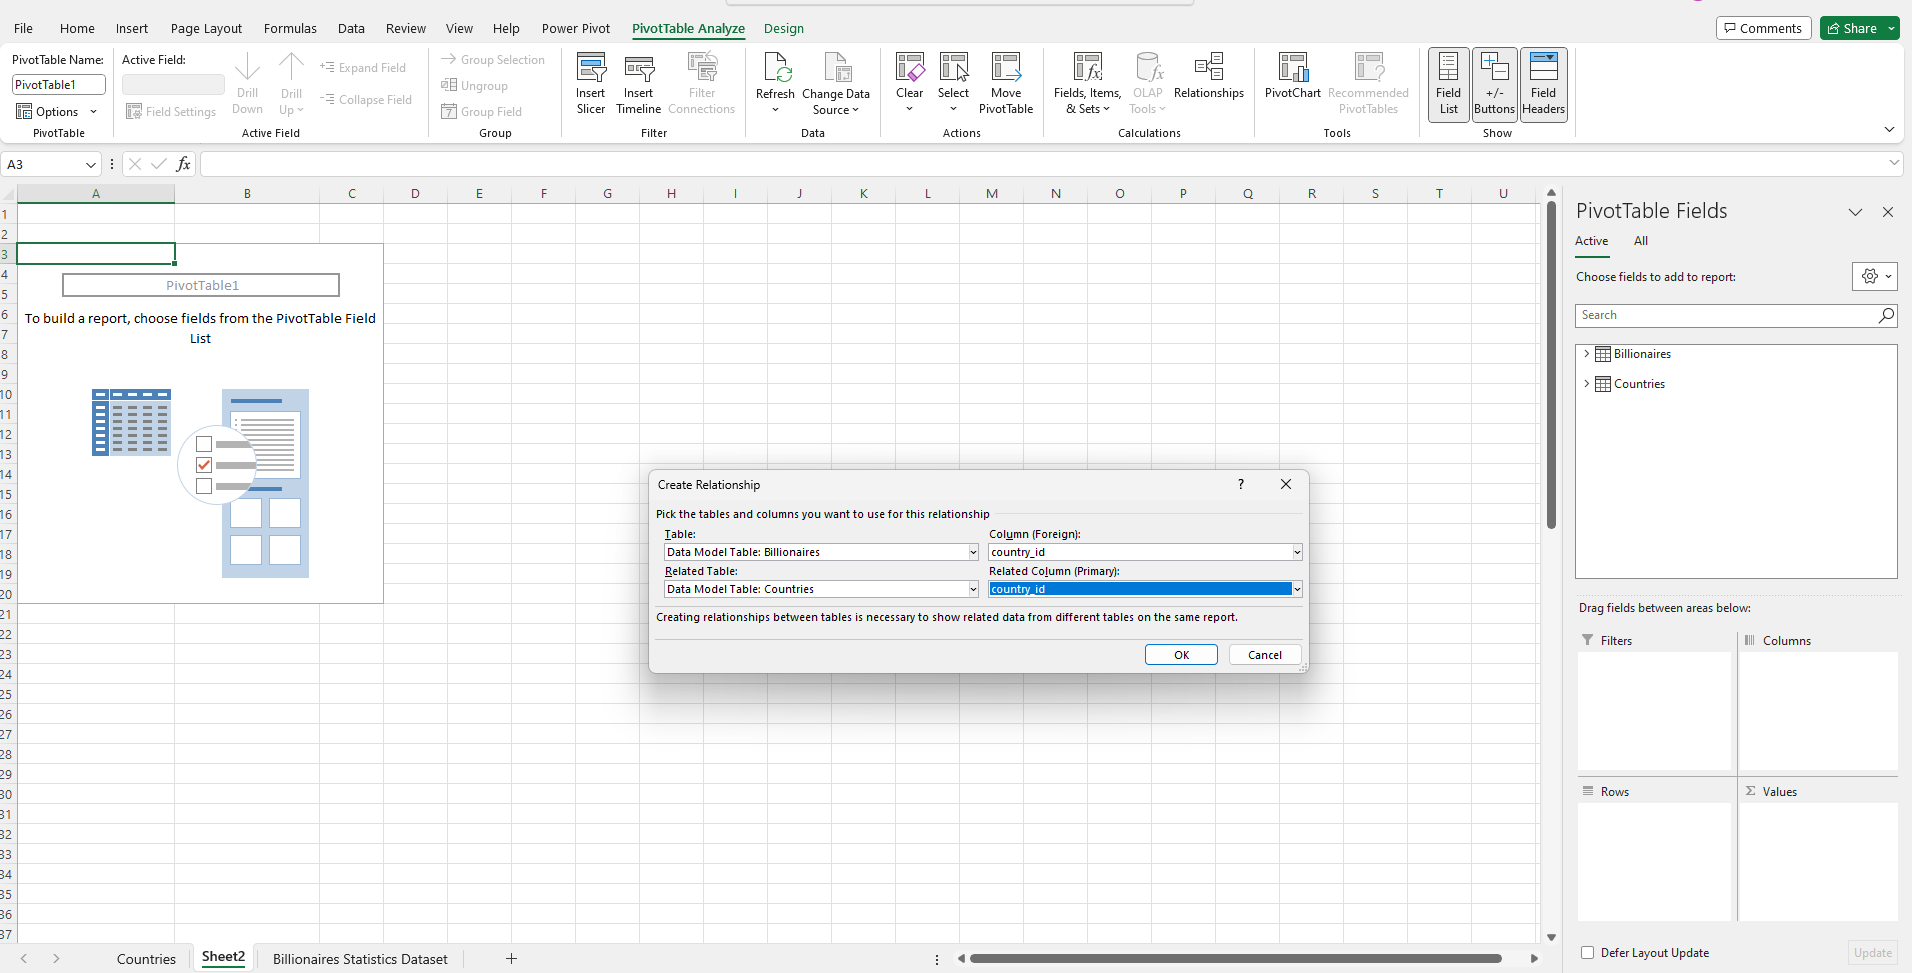 File Home Insert Page Layout Formulas Data Review View Help Power Pivot PivotTable Analyze Design Comments Share
PivotTable Name:
PivotTable1
Options
PivotTable
Active Field:
Field Settings
Drill Down
Drill Up
Expand Field
Collapse Field
Active Field
Group Selection
Ungroup
Group Field
Group
Insert Slicer
Insert Timeline
Filter Connections
Filter
Refresh
Change Data Source
Data
Clear
Select
Move PivotTable
Actions
Fields, Items, & Sets
OLAP Tools
Relationships
Calculations
PivotChart
Recommended PivotTables
Tools
Field List
+/- Buttons
Field Headers
Show
A3
fx
A B C D E F G H I J K L M N O P Q R S T U
1
2
3
4
5
6
7
8
9
10
11
12
13
14
15
16
17
18
19
20
21
22
23
24
25
26
27
28
29
30
31
32
33
34
35
36
37
PivotTable1
To build a report, choose fields from the PivotTable Field
List
Create Relationship ?
Pick the tables and columns you want to use for this relationship
Table: Column (Foreign):
Data Model Table: Billionaires country_id
Related Table: Related Column (Primary):
Data Model Table: Countries country_id
Creating relationships between tables is necessary to show related data from different tables on the same report.
OK Cancel
PivotTable Fields
Active All
Choose fields to add to report:
Search
Billionaires
Countries
Drag fields between areas below:
Filters Columns
Rows Σ Values
Defer Layout Update Update
Countries Sheet2 Billionaires Statistics Dataset +